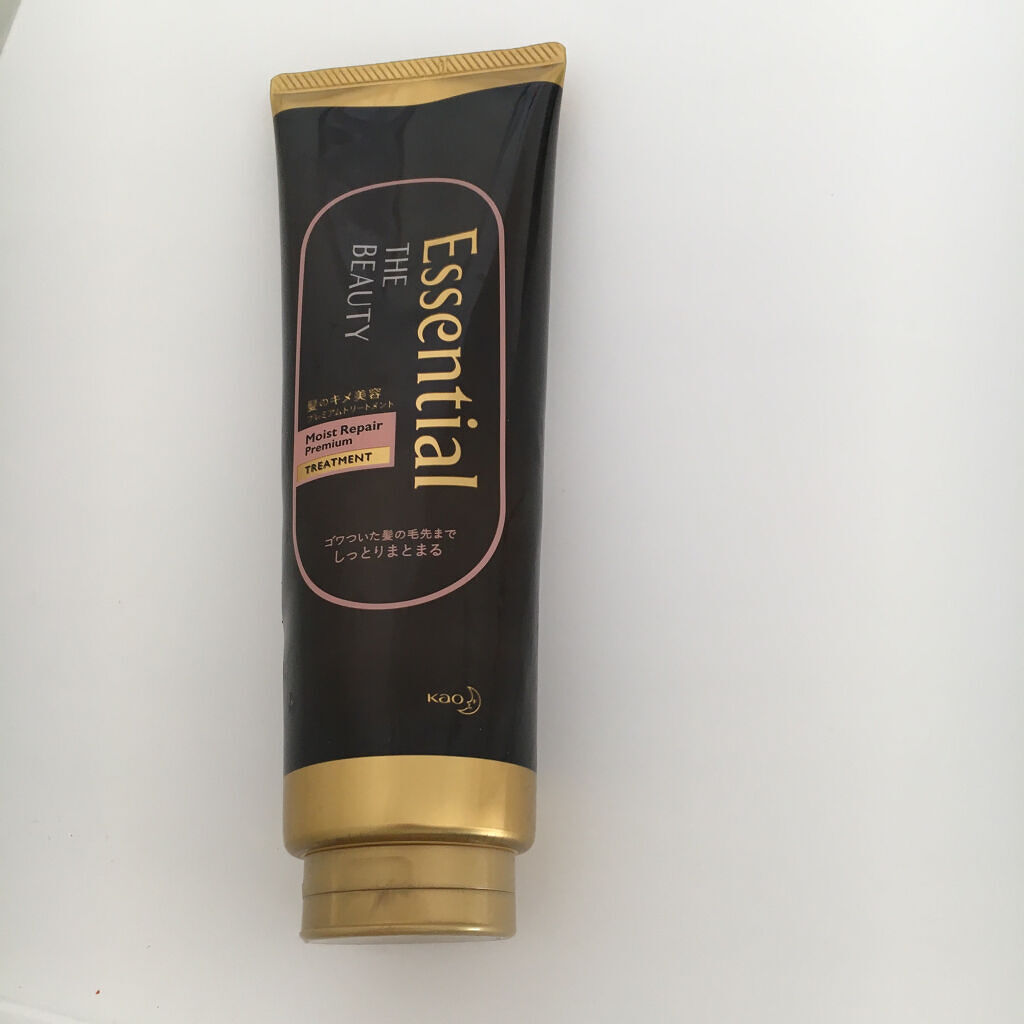 Essential
THE
BEAUTY
髪のキメ美容
プレミアムトリートメント
Moist Repair
Premium
TREATMENT
ゴワついた髪の毛先まで
しっとりまとまる
Kao